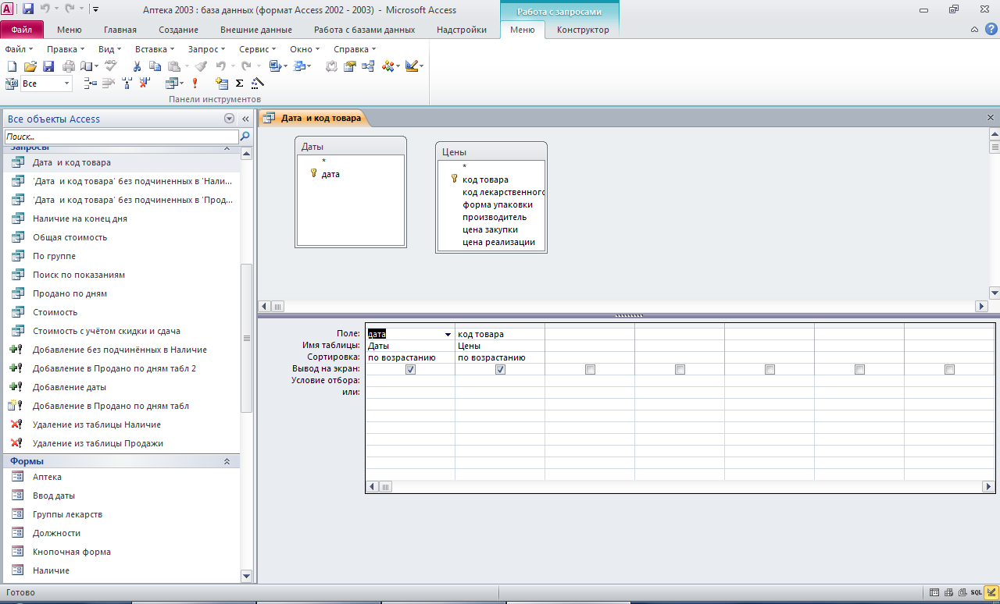 Аптека 2003 : база данных (формат Access 2002 - 2003) - Microsoft Access
Работа с запросами
Файл Меню Главная Создание Внешние данные Работа с базами данных Надстройки Меню Конструктор
Файл Правка Вид Вставка Запрос Сервис Окно Справка
Все
Панели инструментов
Все объекты Access
Поиск...
Запросы
Дата и код товара
'Дата и код товара' без подчиненных в 'Нали...
'Дата и код товара' без подчиненных в 'Прод...
Наличие на конец дня
Общая стоимость
По группе
Поиск по показаниям
Продано по дням
Стоимость
Стоимость с учётом скидки и сдача
Добавление без подчинённых в Наличие
Добавление в Продано по дням табл 2
Добавление даты
Добавление в Продано по дням табл
Удаление из таблицы Наличие
Удаление из таблицы Продажи
Формы
Аптека
Ввод даты
Группы лекарств
Должности
Кнопочная форма
Наличие
Дата и код товара
Даты
*
дата
Цены
*
код товара
код лекарственног
форма упаковки
производитель
цена закупки
цена реализации
Поле: дата код товара
Имя таблицы: Даты Цены
Сортировка: по возрастанию по возрастанию
Вывод на экран:
Условие отбора:
или:
Готово
SQL